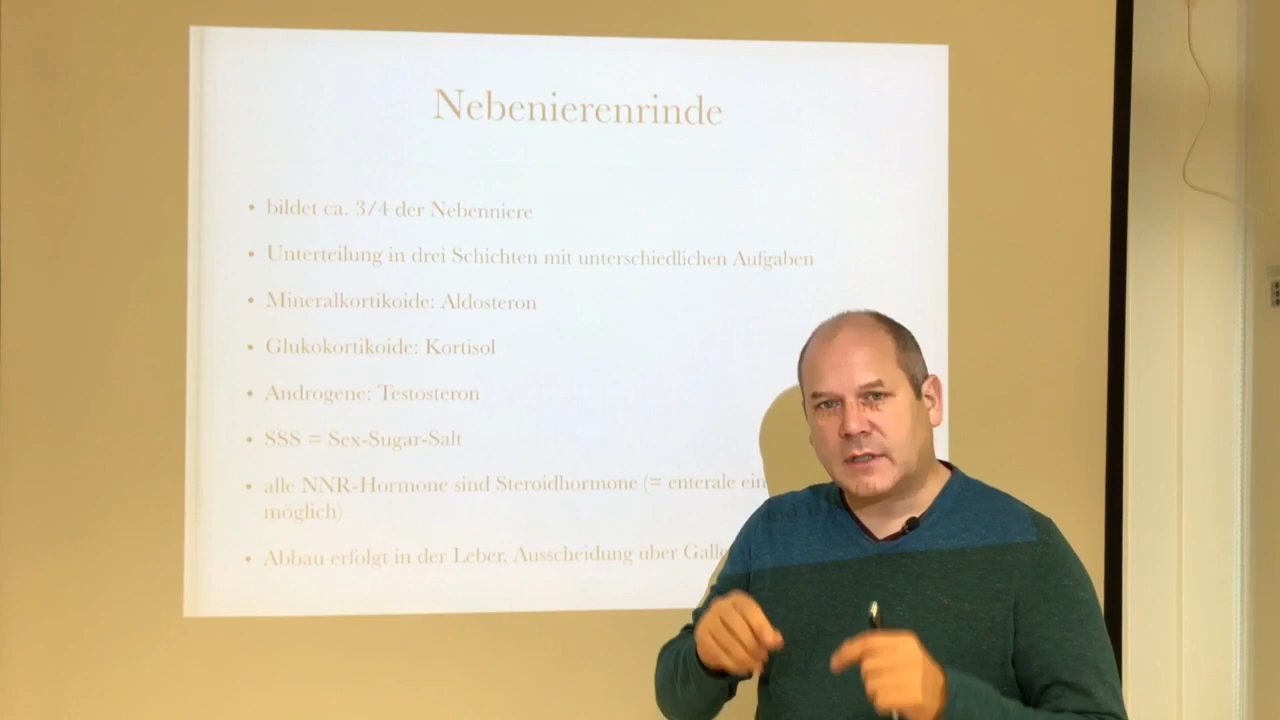 Nebenierenrinde
• bildet ca. 3/4 der Nebenniere
• Unterteilung in drei Schichten mit unterschiedlichen Aufgaben
• Mineralkortikoide: Aldosteron
• Glukokortikoide: Kortisol
• Androgene: Testosteron
• SSS = Sex-Sugar-Salt
• alle NNR-Hormone sind Steroidhormone (= enterale ein
möglich)
• Abbau erfolgt in der Leber, Ausscheidung über Galle